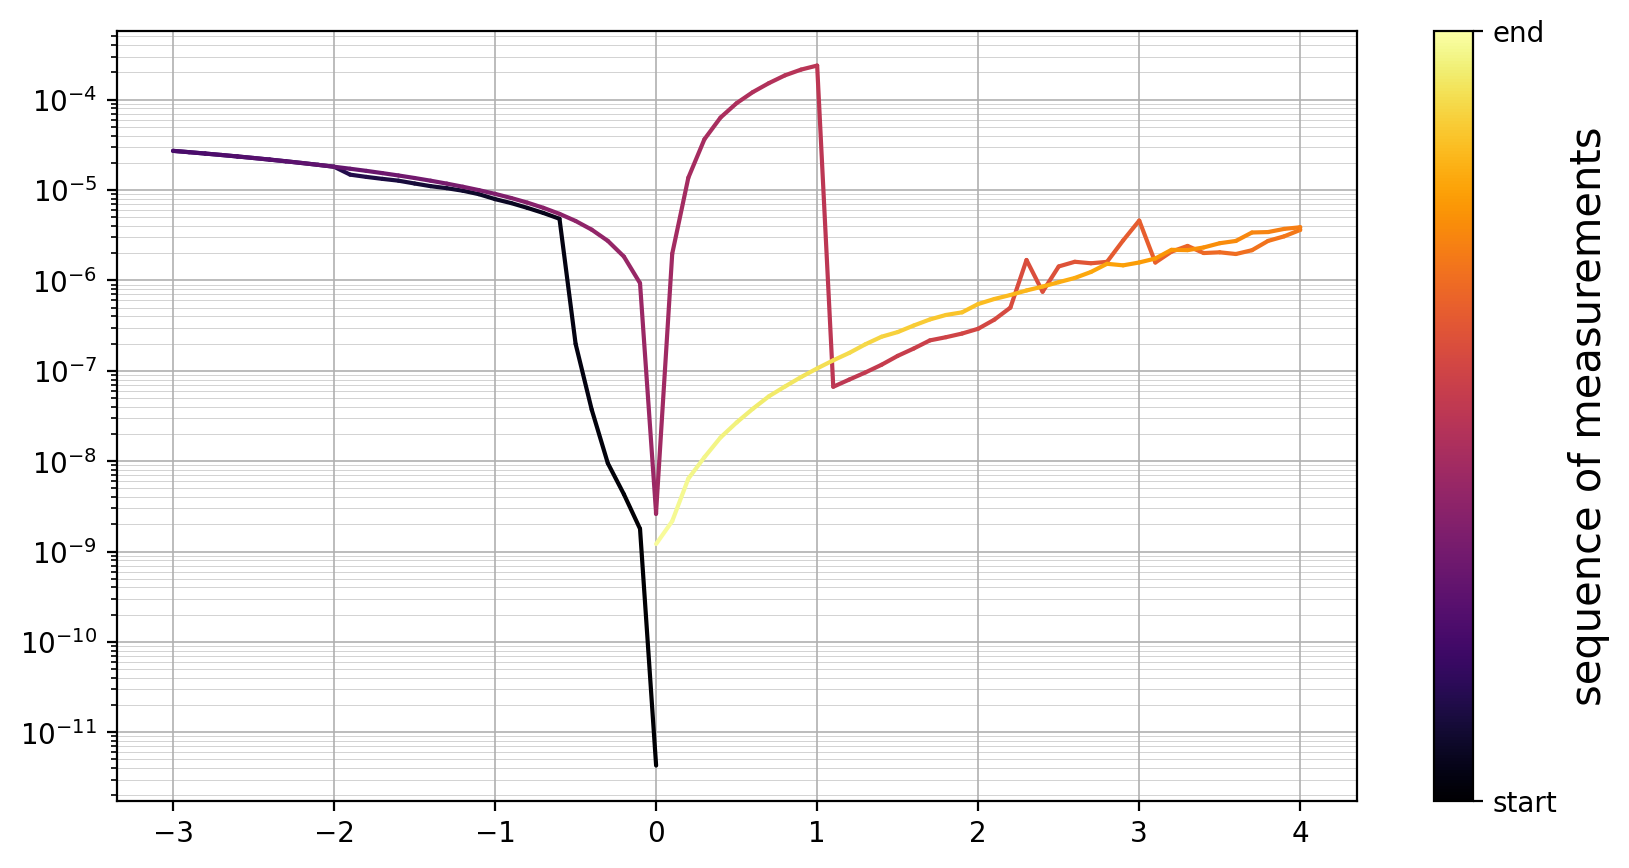 10⁻⁴
10⁻⁵
10⁻⁶
10⁻⁷
10⁻⁸
10⁻⁹
10⁻¹⁰
10⁻¹¹
−3 −2 −1 0 1 2 3 4
end
sequence of measurements
start